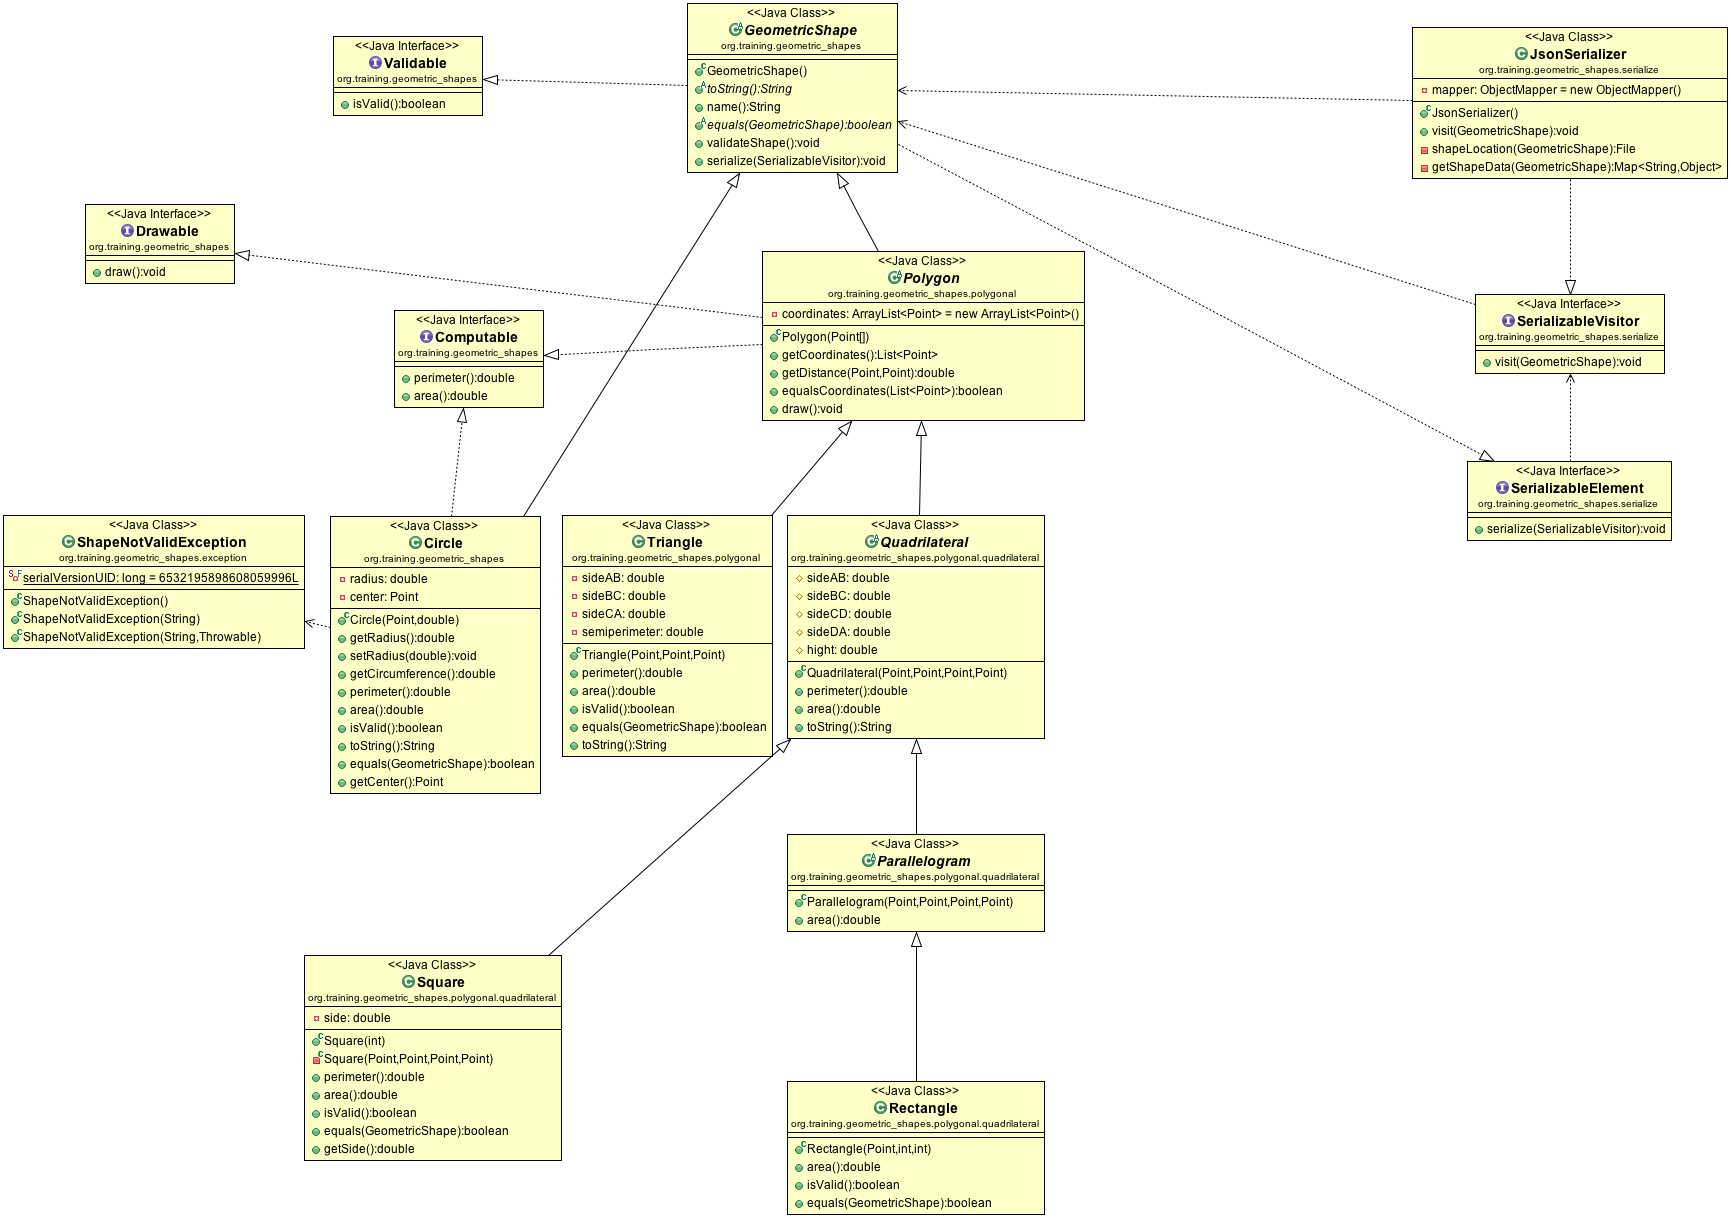 <<Java Class>>
GeometricShape
org.training.geometric_shapes
GeometricShape()
toString():String
name():String
equals(GeometricShape):boolean
validateShape():void
serialize(SerializableVisitor):void
<<Java Interface>>
Validable
org.training.geometric_shapes
isValid():boolean
<<Java Class>>
JsonSerializer
org.training.geometric_shapes.serialize
mapper: ObjectMapper = new ObjectMapper()
JsonSerializer()
visit(GeometricShape):void
shapeLocation(GeometricShape):File
getShapeData(GeometricShape):Map<String,Object>
<<Java Interface>>
Drawable
org.training.geometric_shapes
draw():void
<<Java Class>>
Polygon
org.training.geometric_shapes.polygonal
coordinates: ArrayList<Point> = new ArrayList<Point>()
Polygon(Point[])
getCoordinates():List<Point>
getDistance(Point,Point):double
equalsCoordinates(List<Point>):boolean
draw():void
<<Java Interface>>
Computable
org.training.geometric_shapes
perimeter():double
area():double
<<Java Interface>>
SerializableVisitor
org.training.geometric_shapes.serialize
visit(GeometricShape):void
<<Java Interface>>
SerializableElement
org.training.geometric_shapes.serialize
serialize(SerializableVisitor):void
<<Java Class>>
ShapeNotValidException
org.training.geometric_shapes.exception
serialVersionUID: long = 6532195898608059996L
ShapeNotValidException()
ShapeNotValidException(String)
ShapeNotValidException(String,Throwable)
<<Java Class>>
Circle
org.training.geometric_shapes
radius: double
center: Point
Circle(Point,double)
getRadius():double
setRadius(double):void
getCircumference():double
perimeter():double
area():double
isValid():boolean
toString():String
equals(GeometricShape):boolean
getCenter():Point
<<Java Class>>
Triangle
org.training.geometric_shapes.polygonal
sideAB: double
sideBC: double
sideCA: double
semiperimeter: double
Triangle(Point,Point,Point)
perimeter():double
area():double
isValid():boolean
equals(GeometricShape):boolean
toString():String
<<Java Class>>
Quadrilateral
org.training.geometric_shapes.polygonal.quadrilateral
sideAB: double
sideBC: double
sideCD: double
sideDA: double
hight: double
Quadrilateral(Point,Point,Point,Point)
perimeter():double
area():double
toString():String
<<Java Class>>
Parallelogram
org.training.geometric_shapes.polygonal.quadrilateral
Parallelogram(Point,Point,Point,Point)
area():double
<<Java Class>>
Square
org.training.geometric_shapes.polygonal.quadrilateral
side: double
Square(int)
Square(Point,Point,Point,Point)
perimeter():double
area():double
isValid():boolean
equals(GeometricShape):boolean
getSide():double
<<Java Class>>
Rectangle
org.training.geometric_shapes.polygonal.quadrilateral
Rectangle(Point,int,int)
area():double
isValid():boolean
equals(GeometricShape):boolean